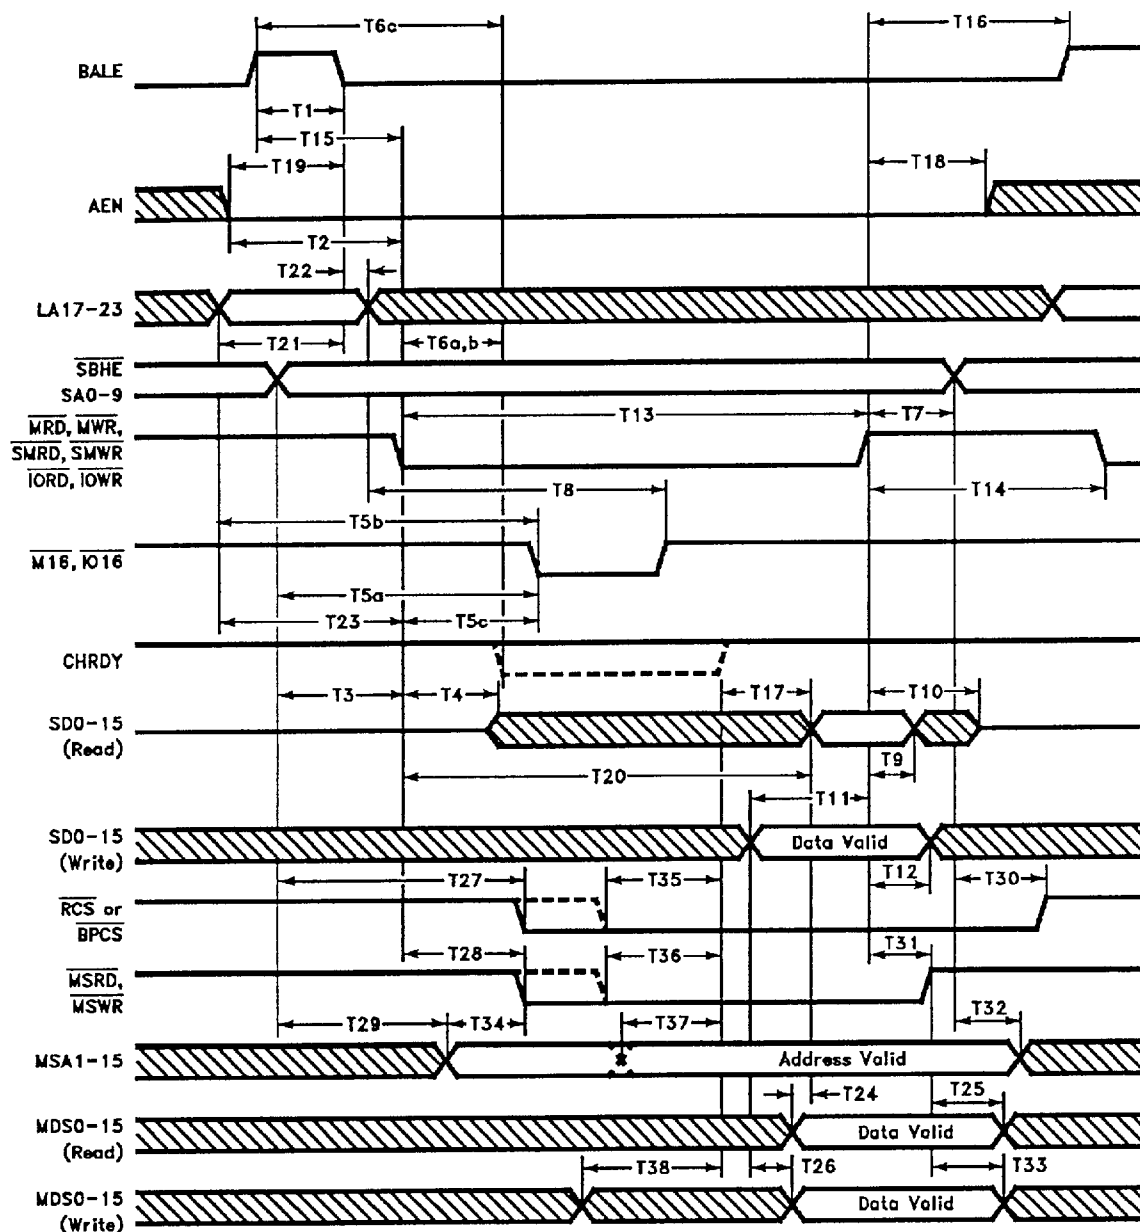 T6c
T16
BALE
T1
T15
T19
T18
AEN
T2
T22
LA17-23
T21
T6a,b
SBHE
SA0-9
T13
T7
MRD, MWR,
SMRD, SMWR
IORD, IOWR
T8
T14
T5b
M16, IO16
T5a
T23
T5c
CHRDY
T3
T4
T17
T10
SD0-15
(Read)
T9
T20
T11
SD0-15
(Write)
Data Valid
T12
T27
T35
T30
RCS or
BPCS
T28
T36
T31
MSRD,
MSWR
T29
T34
T37
T32
MSA1-15
Address Valid
T24
T25
MDS0-15
(Read)
Data Valid
T38
T26
T33
MDS0-15
(Write)
Data Valid